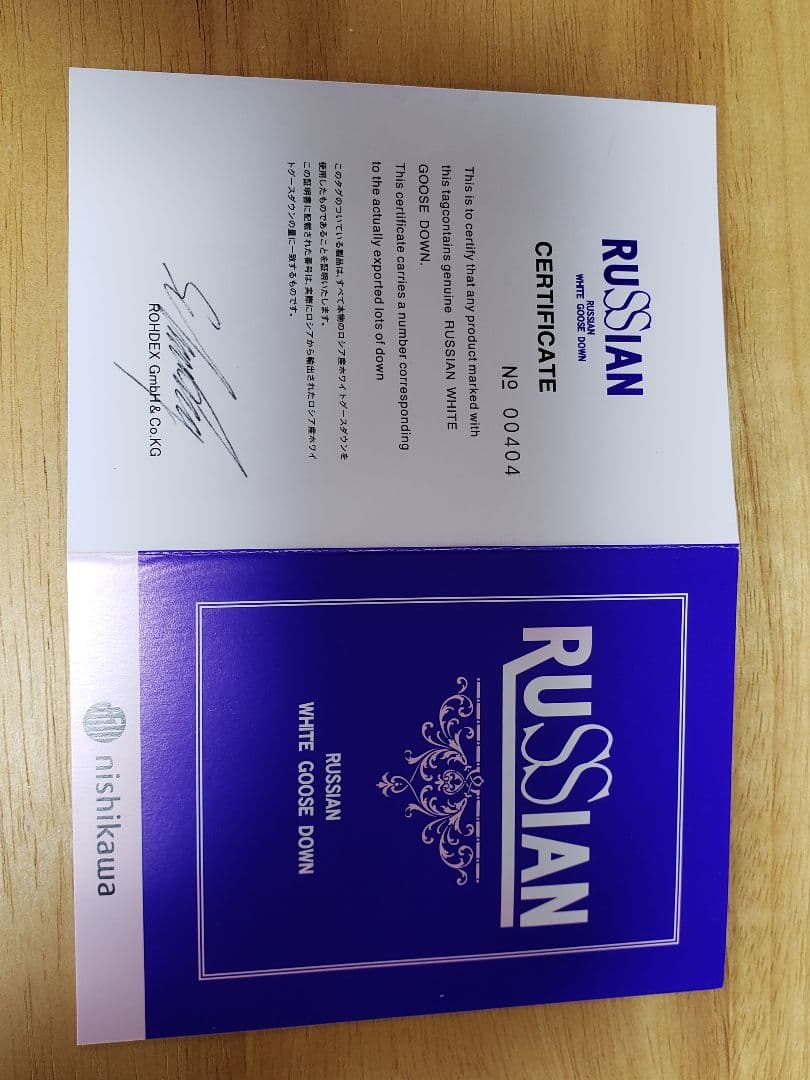 RUSSIAN
RUSSIAN
WHITE GOOSE DOWN
CERTIFICATE
№ 00404
This is to certify that any product marked with
this tagcontains genuine RUSSIAN WHITE
GOOSE DOWN.
This certificate carries a number corresponding
to the actually exported lots of down
このタグのついている製品は、すべて本物のロシア産ホワイトグースダウンを
使用したものであることを証明いたします。
この証明書に記載された番号は、実際にロシアから輸出されたロシア産ホワイ
トグースダウンの量に一致するものです。
ROHDEX GmbH & Co.KG
RUSSIAN
RUSSIAN
WHITE GOOSE DOWN
nishikawa